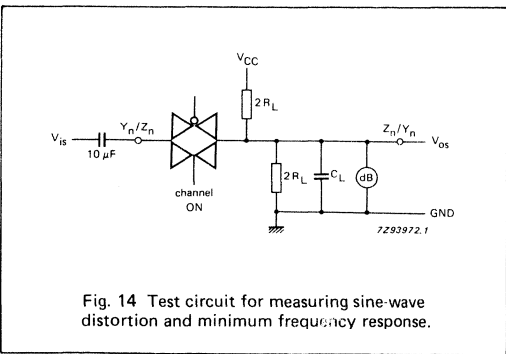 V_CC
2R_L
Y_n/Z_n
Z_n/Y_n
V_is
V_os
10 μF
2R_L
C_L
dB
channel
ON
GND
7Z93972.1
Fig. 14 Test circuit for measuring sine-wave
distortion and minimum frequency response.